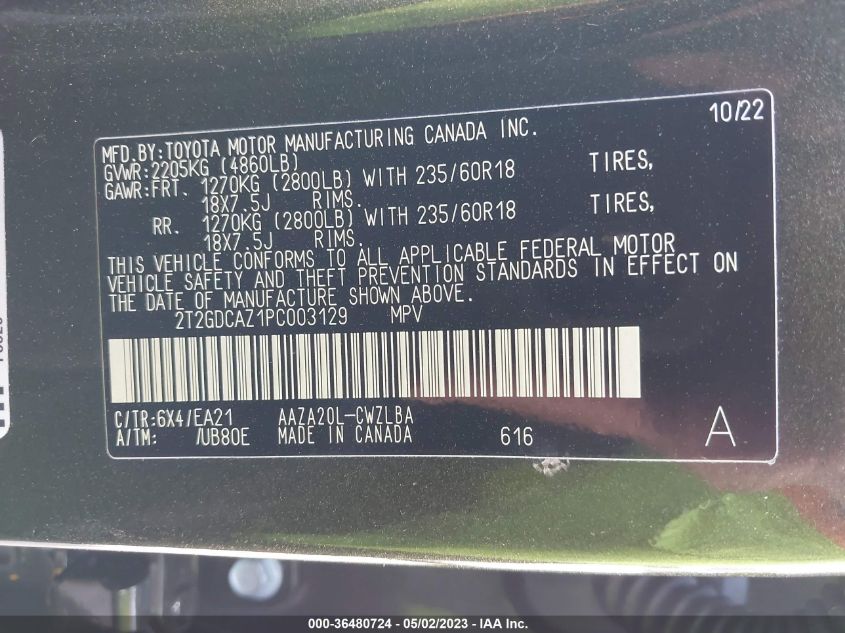 10/22
MFD.BY:TOYOTA MOTOR MANUFACTURING CANADA INC.
GVWR:2205KG (4860LB)
GAWR:FRT. 1270KG (2800LB) WITH 235/60R18 TIRES,
18X7.5J RIMS.
RR. 1270KG (2800LB) WITH 235/60R18 TIRES,
18X7.5J RIMS.
THIS VEHICLE CONFORMS TO ALL APPLICABLE FEDERAL MOTOR
VEHICLE SAFETY AND THEFT PREVENTION STANDARDS IN EFFECT ON
THE DATE OF MANUFACTURE SHOWN ABOVE.
2T2GDCAZ1PC003129 MPV
C/TR:6X4/EA21 AAZA20L-CWZLBA
A/TM: /UB80E MADE IN CANADA 616 A
000-36480724 - 05/02/2023 - IAA Inc.